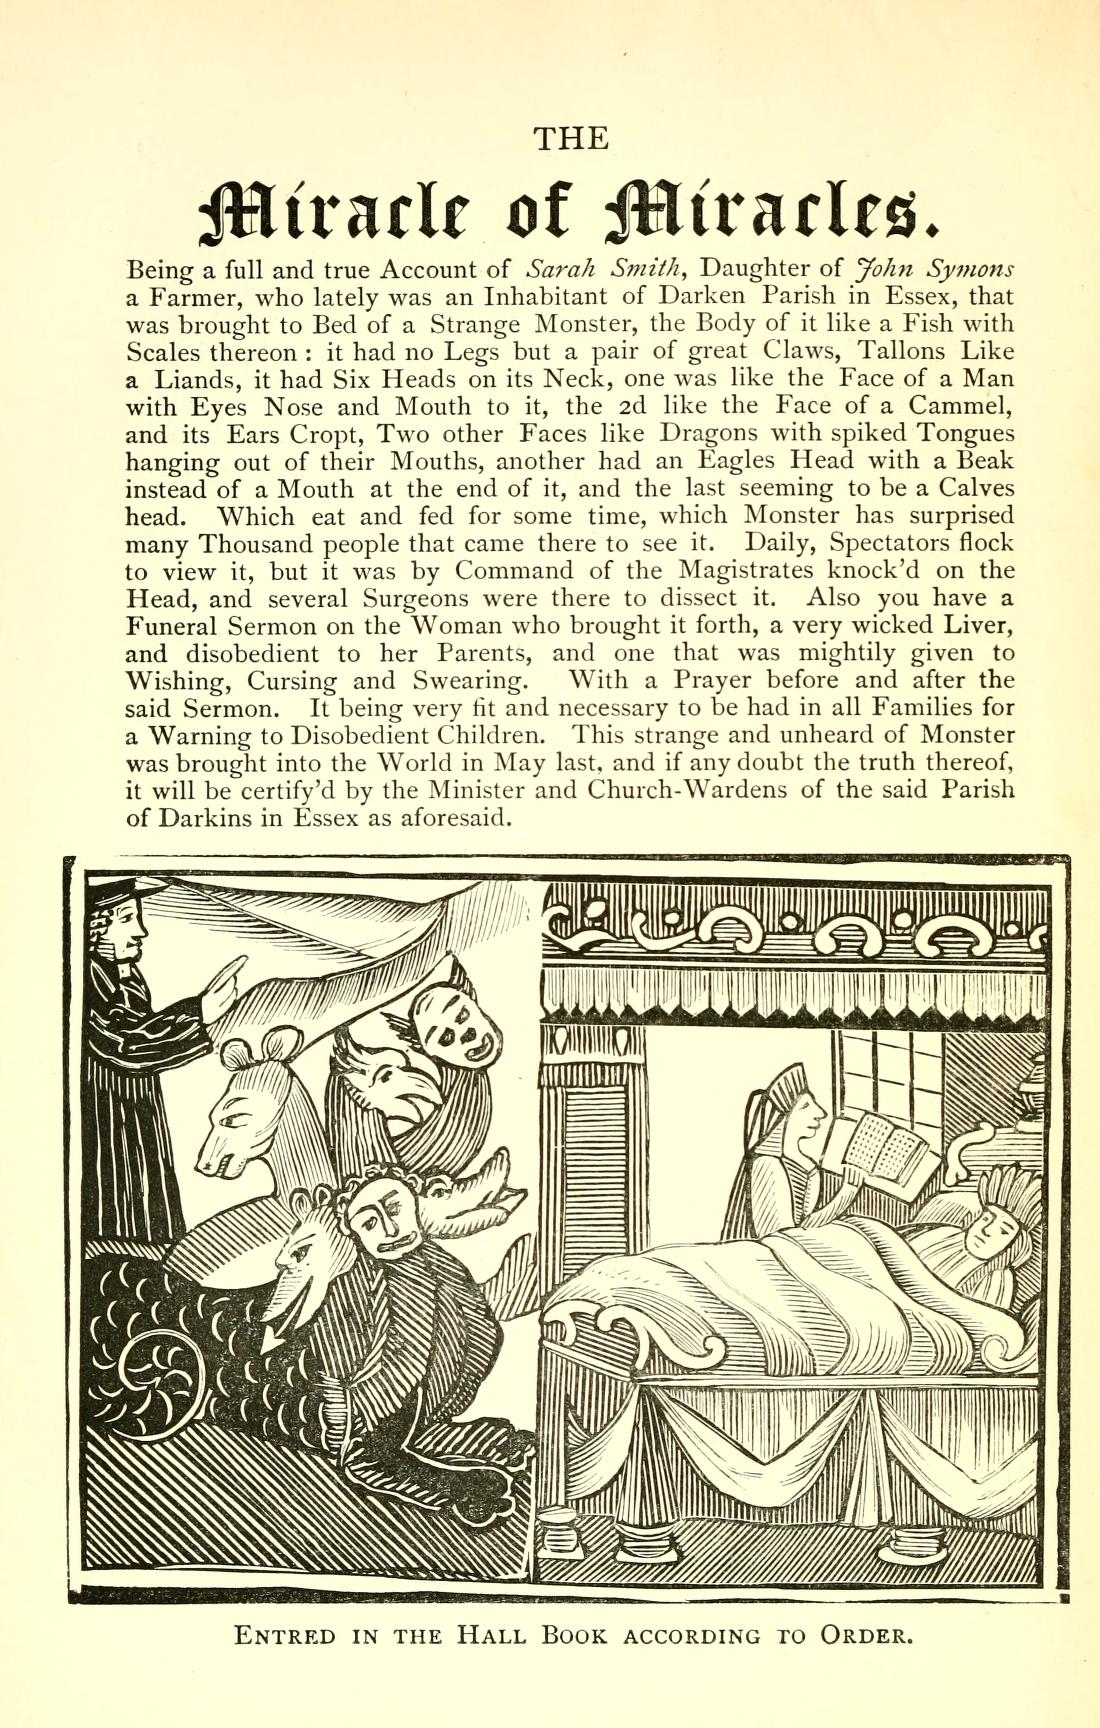 THE
Miracle of Miracles.
Being a full and true Account of Sarah Smith, Daughter of John Symons
a Farmer, who lately was an Inhabitant of Darken Parish in Essex, that
was brought to Bed of a Strange Monster, the Body of it like a Fish with
Scales thereon : it had no Legs but a pair of great Claws, Tallons Like
a Liands, it had Six Heads on its Neck, one was like the Face of a Man
with Eyes Nose and Mouth to it, the 2d like the Face of a Cammel,
and its Ears Cropt, Two other Faces like Dragons with spiked Tongues
hanging out of their Mouths, another had an Eagles Head with a Beak
instead of a Mouth at the end of it, and the last seeming to be a Calves
head. Which eat and fed for some time, which Monster has surprised
many Thousand people that came there to see it. Daily, Spectators flock
to view it, but it was by Command of the Magistrates knock'd on the
Head, and several Surgeons were there to dissect it. Also you have a
Funeral Sermon on the Woman who brought it forth, a very wicked Liver,
and disobedient to her Parents, and one that was mightily given to
Wishing, Cursing and Swearing. With a Prayer before and after the
said Sermon. It being very fit and necessary to be had in all Families for
a Warning to Disobedient Children. This strange and unheard of Monster
was brought into the World in May last, and if any doubt the truth thereof,
it will be certify'd by the Minister and Church-Wardens of the said Parish
of Darkins in Essex as aforesaid.
ENTRED IN THE HALL BOOK ACCORDING TO ORDER.